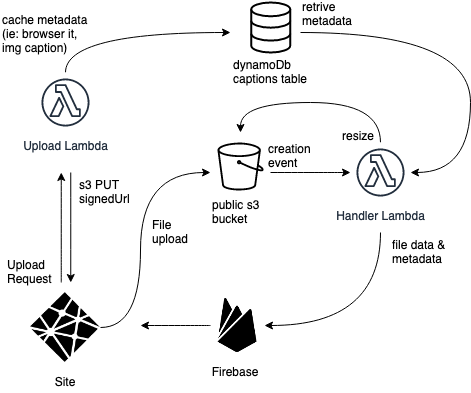 cache metadata
(ie: browser it,
img caption)
retrive
metadata
dynamoDb
captions table
Upload Lambda
resize
creation
event
s3 PUT
signedUrl
public s3
bucket
Handler Lambda
File
upload
file data &
metadata
Upload
Request
Site
Firebase